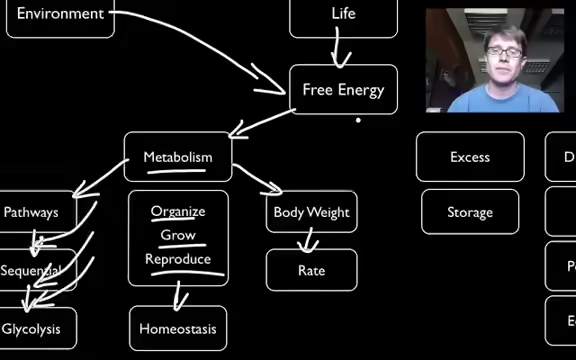 Environment
Life
Free Energy
Metabolism
Excess
D
Pathways
Organize
Grow
Reproduce
Body Weight
Storage
Sequential
Rate
Glycolysis
Homeostasis